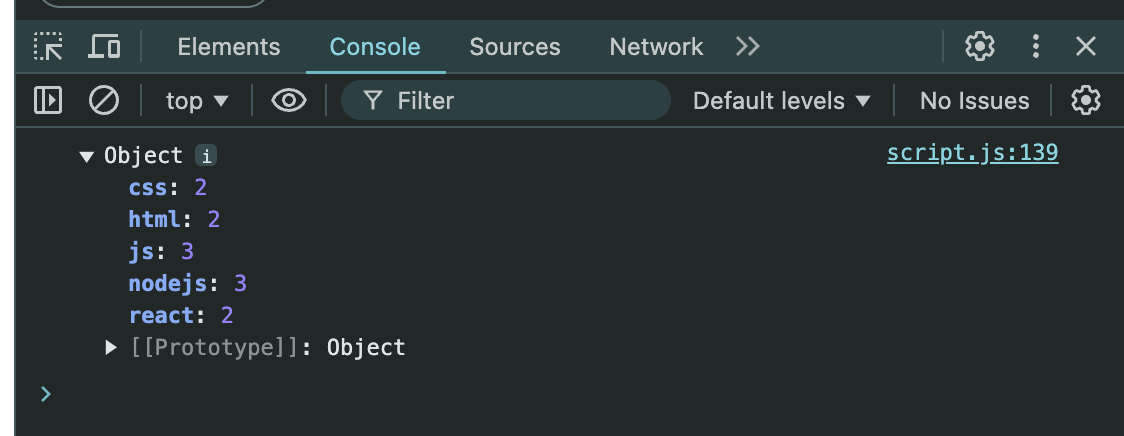 Elements Console Sources Network
top Filter Default levels No Issues
Object i script.js:139
css: 2
html: 2
js: 3
nodejs: 3
react: 2
[[Prototype]]: Object